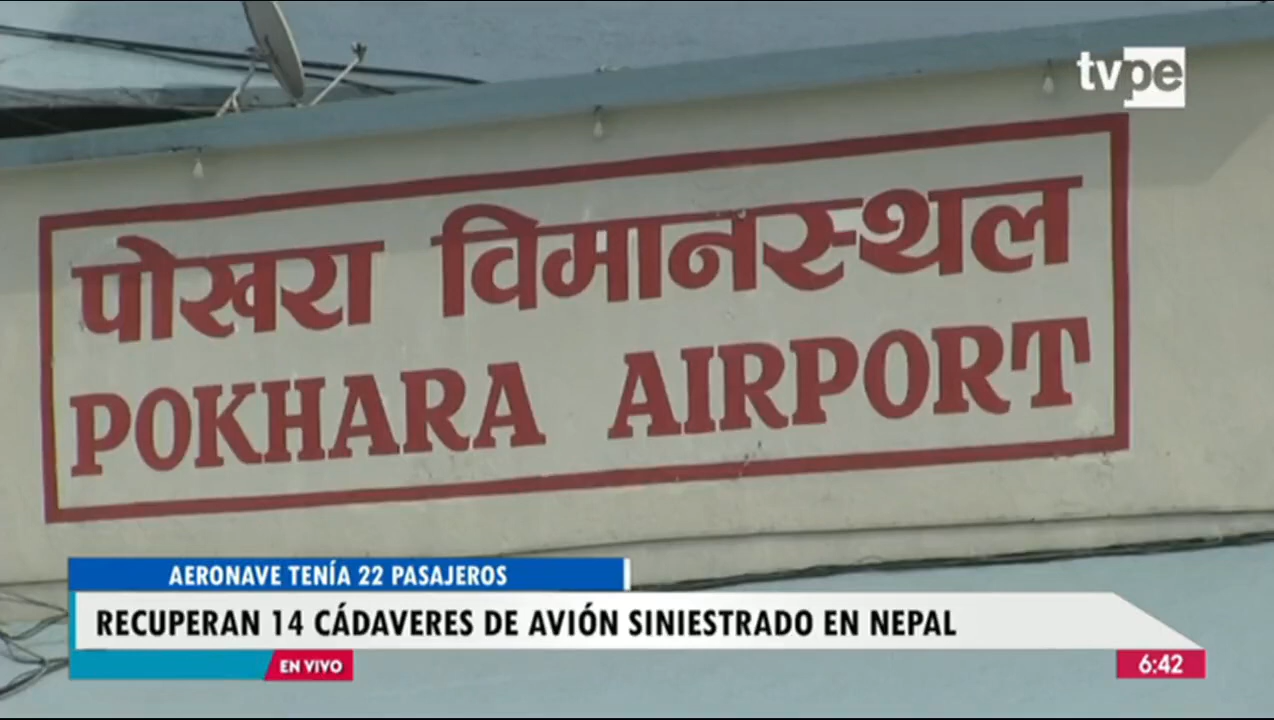 tvpe
पोखरा विमानस्थल
POKHARA AIRPORT
AERONAVE TENÍA 22 PASAJEROS
RECUPERAN 14 CÁDAVERES DE AVIÓN SINIESTRADO EN NEPAL
EN VIVO
6:42